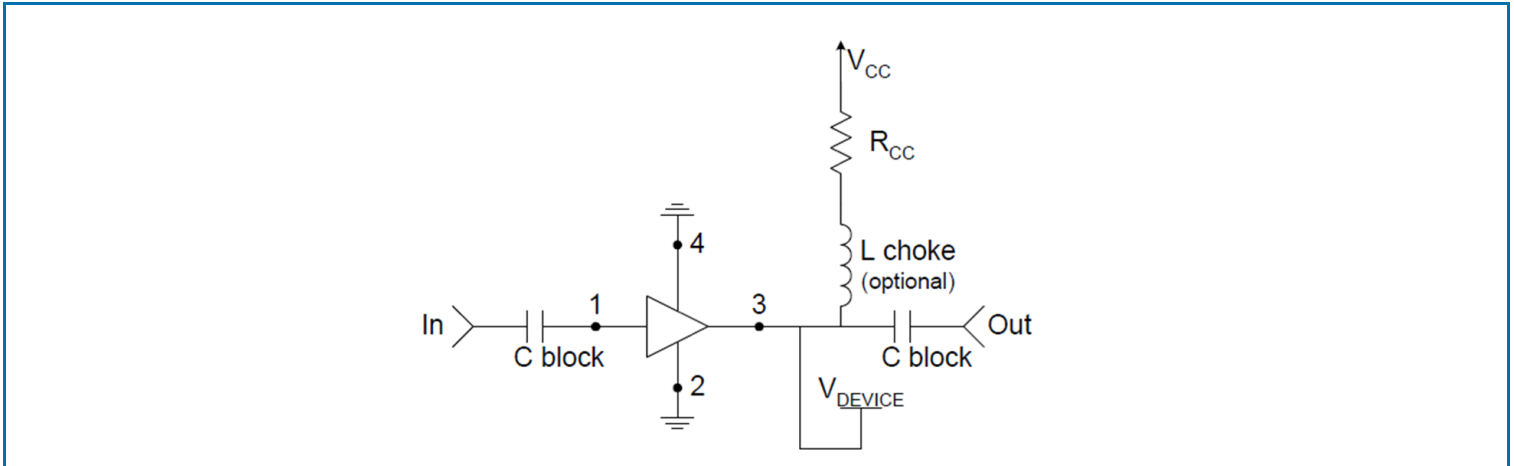 VCC
RCC
4
L choke
(optional)
In
1
3
Out
C block
C block
2
VDEVICE